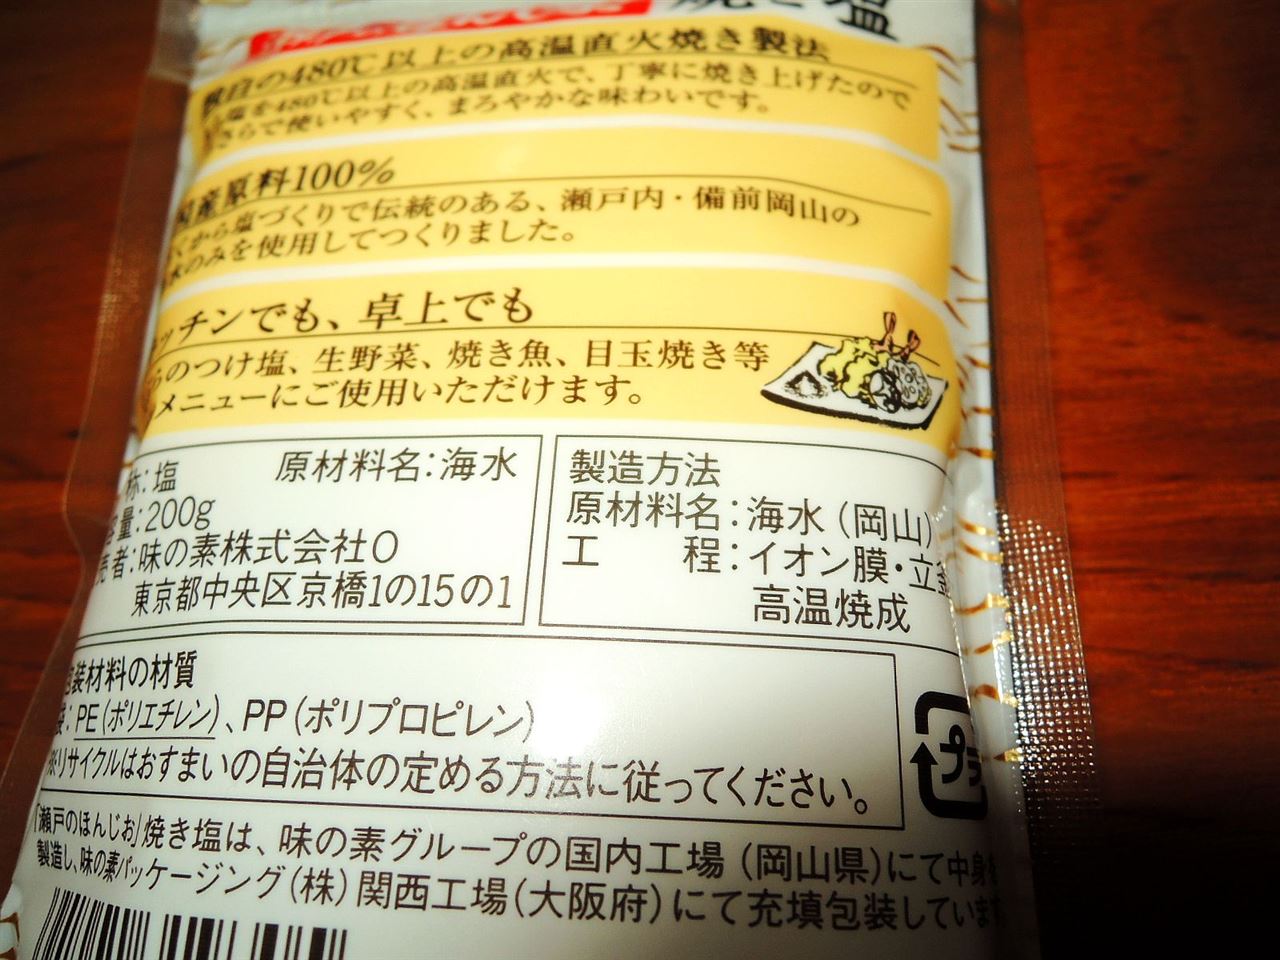 焼き塩
独自の480℃以上の高温直火焼き製法
塩を480℃以上の高温直火で、丁寧に焼き上げたので
さらで使いやすく、まろやかな味わいです。
国産原料100%
くから塩づくりで伝統のある、瀬戸内・備前岡山の
水のみを使用してつくりました。
ッチンでも、卓上でも
らのつけ塩、生野菜、焼き魚、目玉焼き等
メニューにご使用いただけます。
称：塩 原材料名：海水
容量：200g
売者：味の素株式会社O
東京都中央区京橋1の15の1
製造方法
原材料名：海水（岡山）
工 程：イオン膜・立釜
高温焼成
包装材料の材質
袋：PE（ポリエチレン）、PP（ポリプロピレン）
※リサイクルはおすまいの自治体の定める方法に従ってください。
プラ
「瀬戸のほんじお」焼き塩は、味の素グループの国内工場（岡山県）にて中身を
製造し、味の素パッケージング（株）関西工場（大阪府）にて充填包装しています